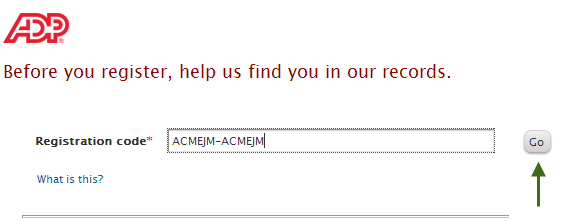 ADP
Before you register, help us find you in our records.
Registration code* ACMEJM-ACMEJM Go
What is this?